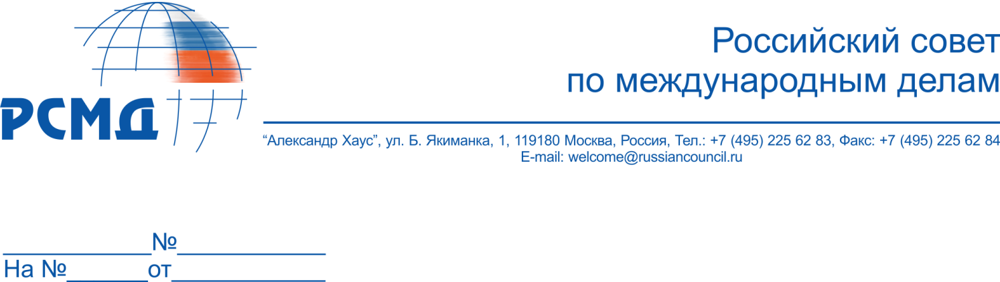 РСМД
Российский совет
по международным делам
“Александр Хаус”, ул. Б. Якиманка, 1, 119180 Москва, Россия, Тел.: +7 (495) 225 62 83, Факс: +7 (495) 225 62 84
E-mail: welcome@russiancouncil.ru
____________№____________
На №_______от____________